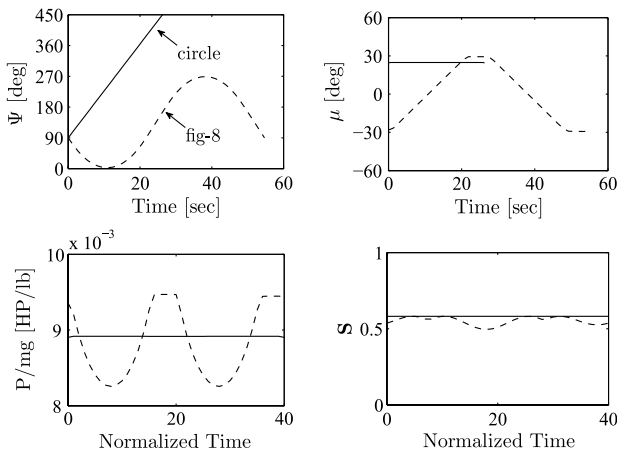 450
360
270
180
90
0
Ψ [deg]
circle
fig-8
0 20 40 60
Time [sec]
60
30
0
−30
−60
μ [deg]
0 20 40 60
Time [sec]
x 10⁻³
10
9
8
P/mg [HP/lb]
0 20 40
Normalized Time
1
0.5
0
S
0 10 20 30 40
Normalized Time